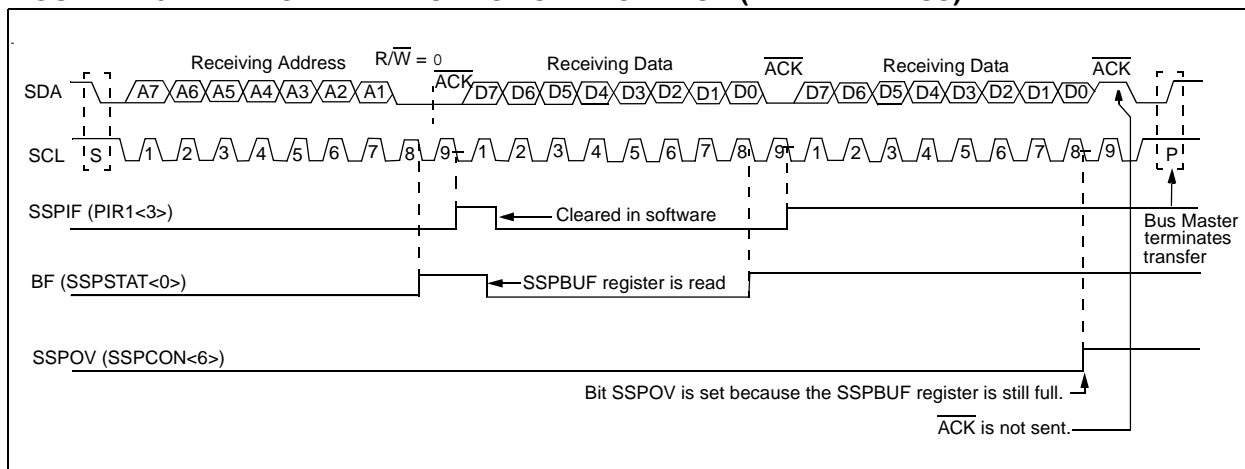 Receiving Address R/W = 0 ACK Receiving Data ACK Receiving Data ACK
SDA A7 A6 A5 A4 A3 A2 A1 D7 D6 D5 D4 D3 D2 D1 D0 D7 D6 D5 D4 D3 D2 D1 D0
SCL S 1 2 3 4 5 6 7 8 9 1 2 3 4 5 6 7 8 9 1 2 3 4 5 6 7 8 9 P
SSPIF (PIR1<3>) Cleared in software
Bus Master
terminates
transfer
BF (SSPSTAT<0>) SSPBUF register is read
SSPOV (SSPCON<6>)
Bit SSPOV is set because the SSPBUF register is still full.
ACK is not sent.